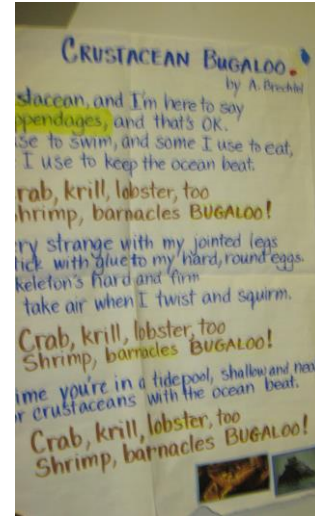 CRUSTACEAN BUGALOO.
by A. Brechtel
stacean, and I'm here to say
ppendages, and that's OK.
se to swim, and some I use to eat,
I use to keep the ocean beat.
rab, krill, lobster, too
hrimp, barnacles BUGALOO!
ry strange with my jointed legs
tick with glue to my hard, round eggs.
keleton's hard and firm
take air when I twist and squirm.
Crab, krill, lobster, too
Shrimp, barnacles BUGALOO!
ime you're in a tidepool, shallow and nea
r crustaceans with the ocean beat.
Crab, krill, lobster, too
Shrimp, barnacles BUGALOO!